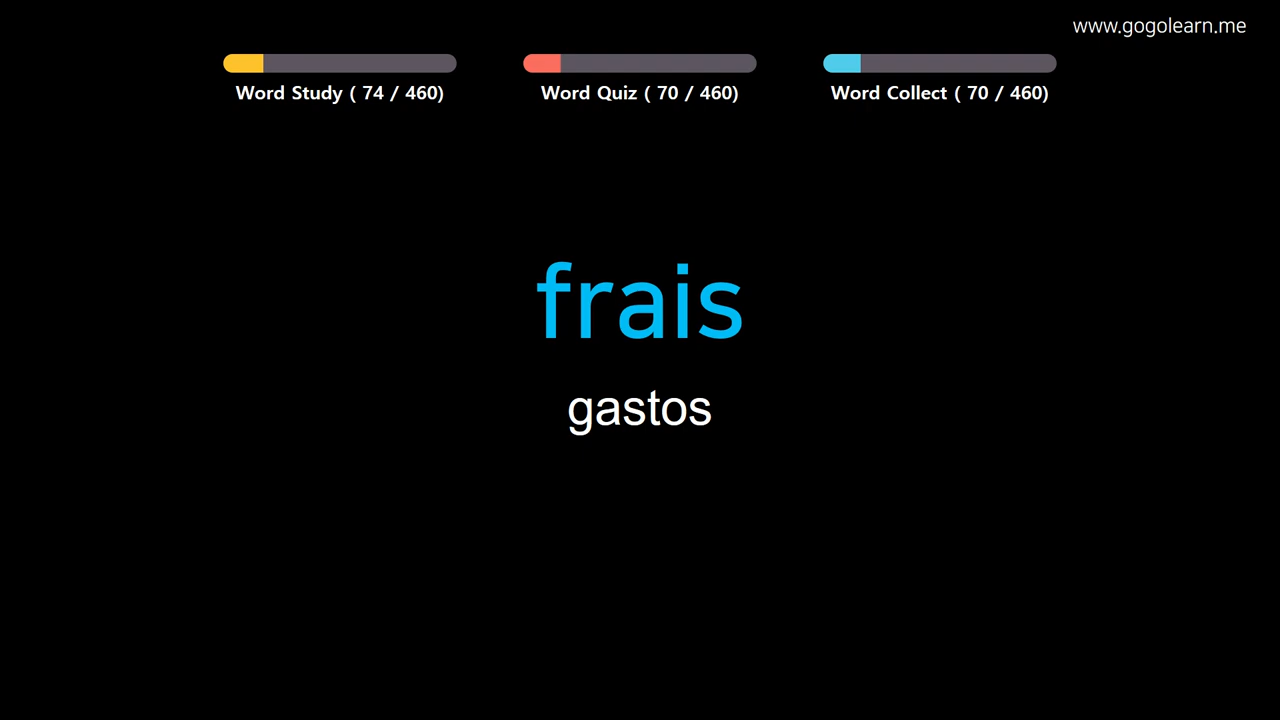 www.gogolearn.me
Word Study ( 74 / 460)
Word Quiz ( 70 / 460)
Word Collect ( 70 / 460)
frais
gastos